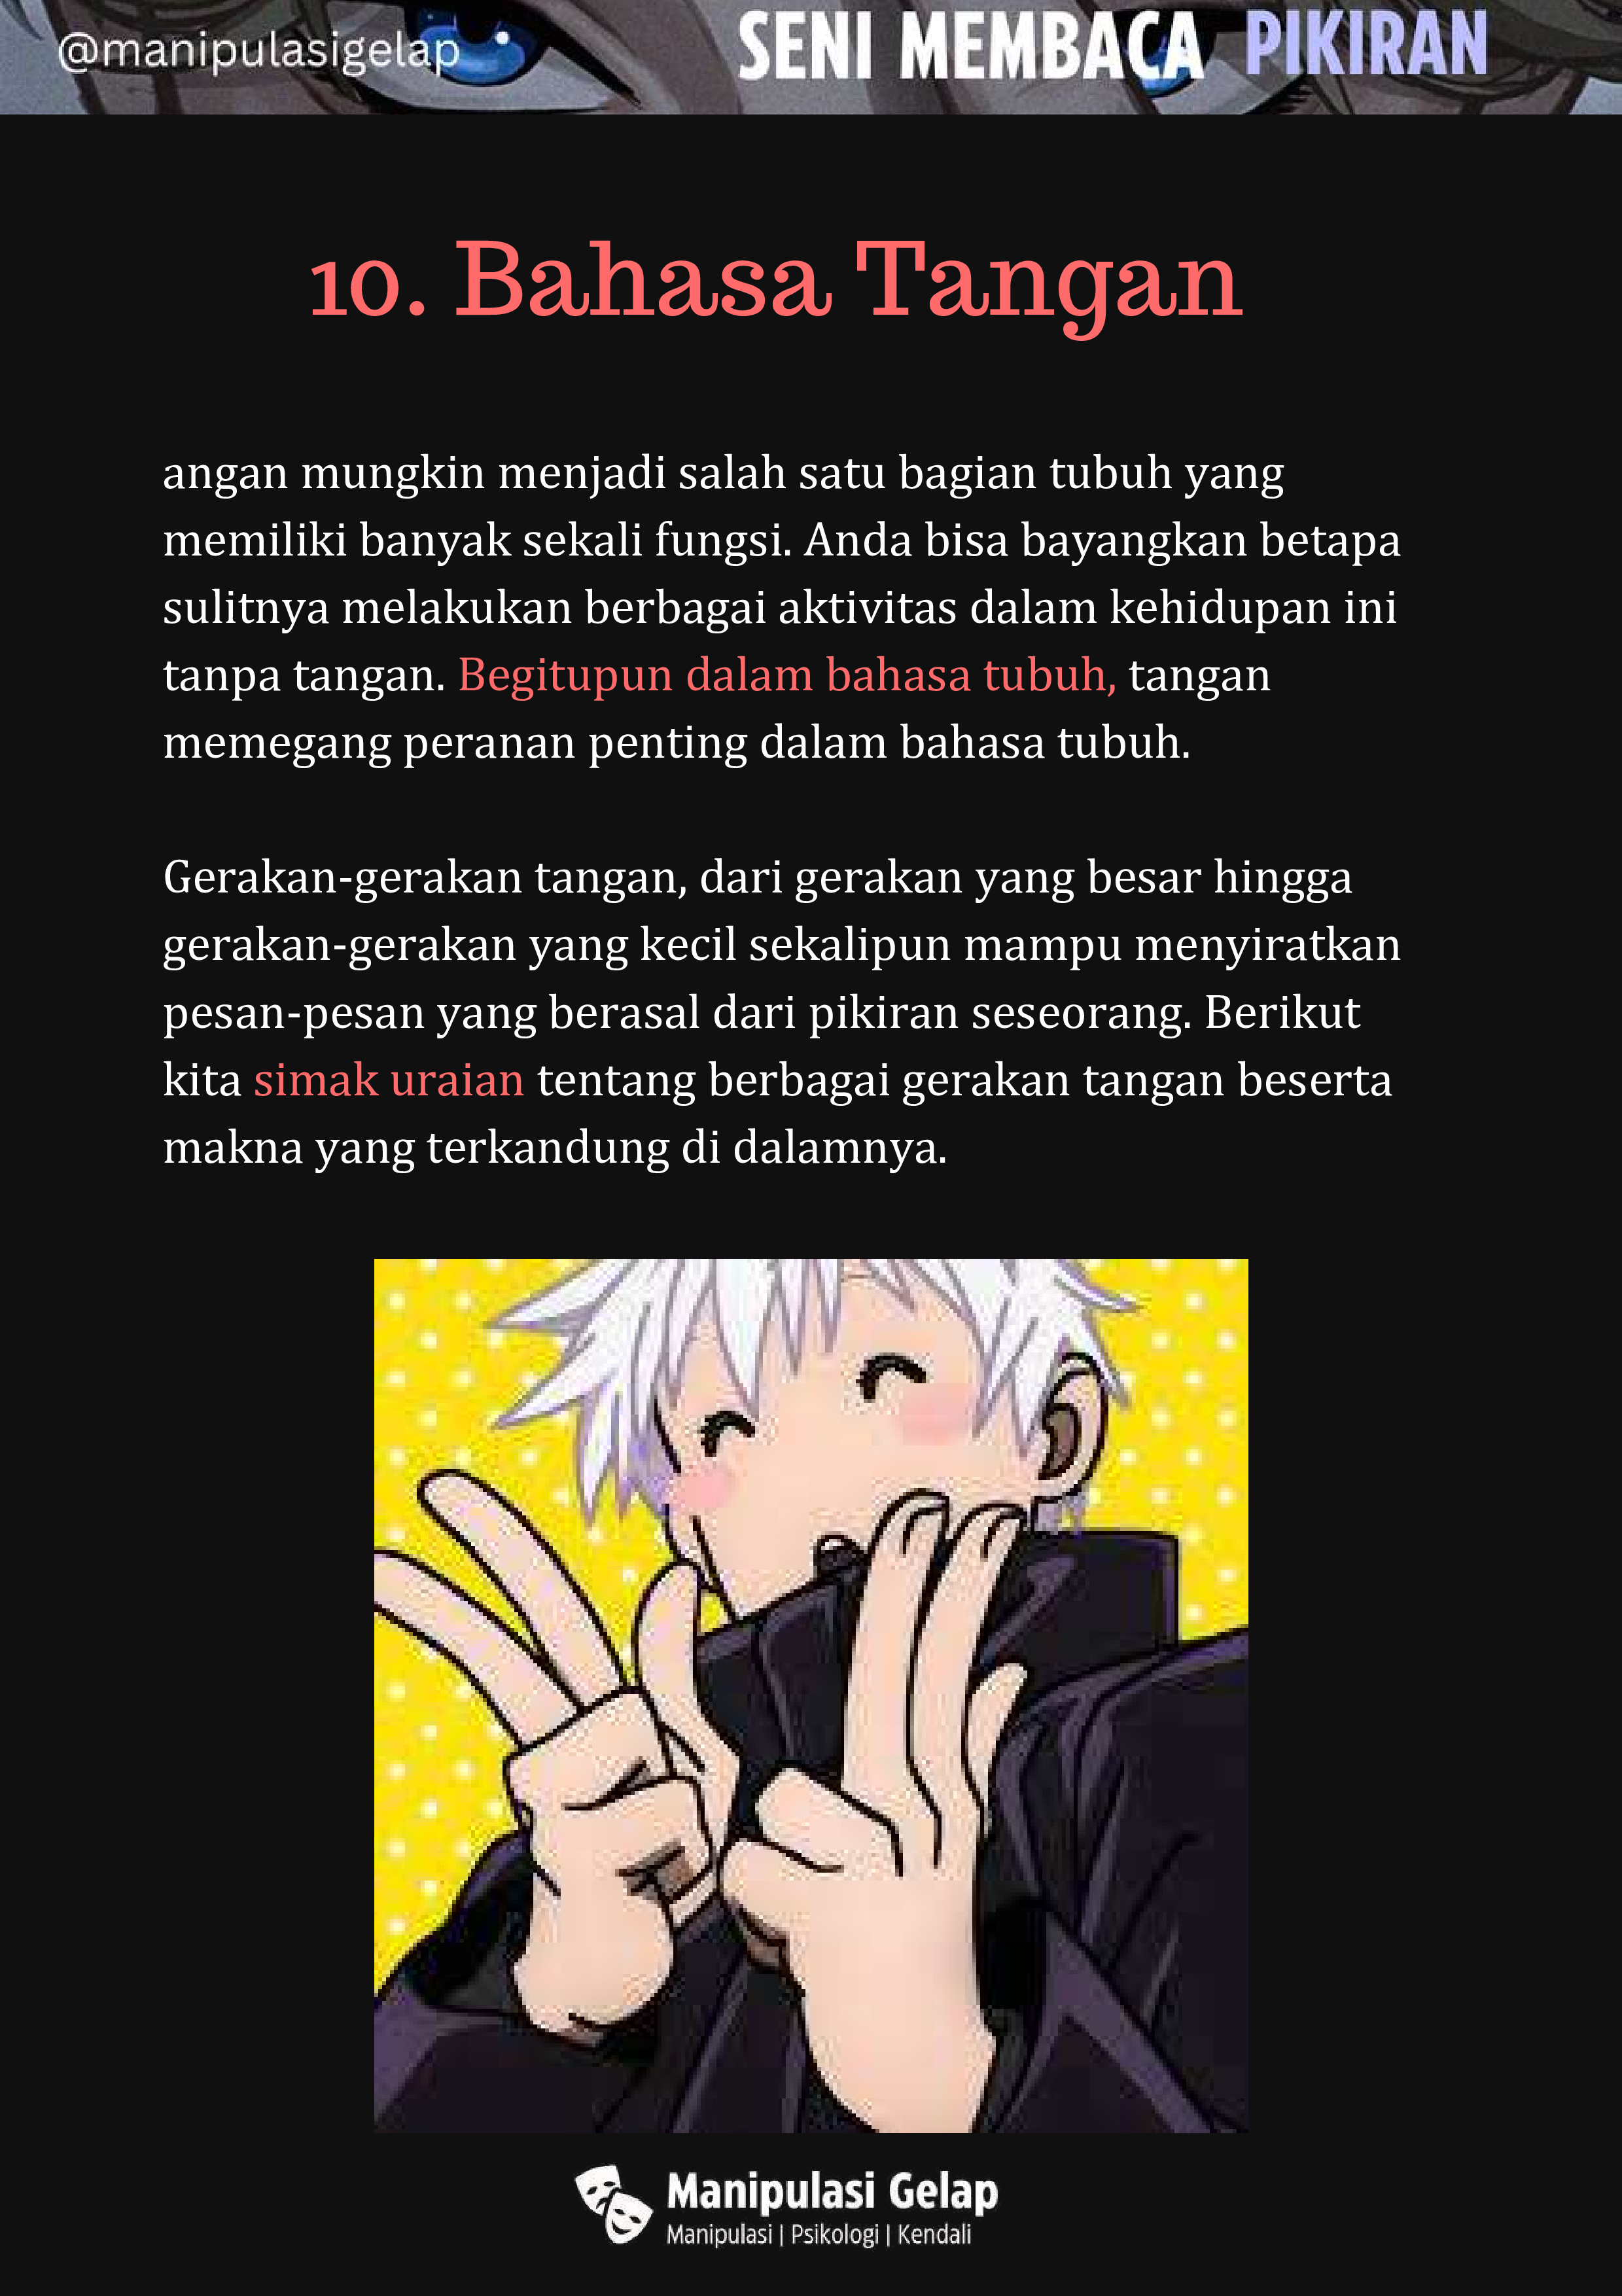 @manipulasigelap
SENI MEMBACA PIKIRAN
10. Bahasa Tangan
angan mungkin menjadi salah satu bagian tubuh yang
memiliki banyak sekali fungsi. Anda bisa bayangkan betapa
sulitnya melakukan berbagai aktivitas dalam kehidupan ini
tanpa tangan. Begitupun dalam bahasa tubuh, tangan
memegang peranan penting dalam bahasa tubuh.
Gerakan-gerakan tangan, dari gerakan yang besar hingga
gerakan-gerakan yang kecil sekalipun mampu menyiratkan
pesan-pesan yang berasal dari pikiran seseorang. Berikut
kita simak uraian tentang berbagai gerakan tangan beserta
makna yang terkandung di dalamnya.
Manipulasi Gelap
Manipulasi | Psikologi | Kendali